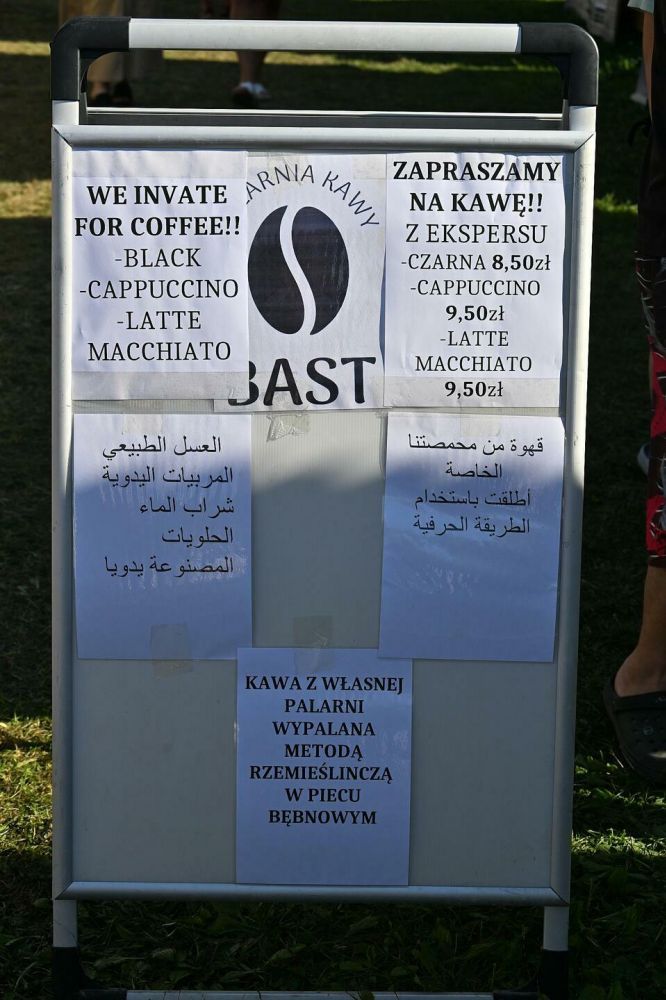 WE INVATE
FOR COFFEE!!
-BLACK
-CAPPUCCINO
-LATTE
MACCHIATO
ARNIA KAWY
BAST
ZAPRASZAMY
NA KAWĘ!!
Z EKSPERSU
-CZARNA 8,50zł
-CAPPUCCINO
9,50zł
-LATTE
MACCHIATO
9,50zł
العسل الطبيعي
المربيات اليدوية
شراب الماء
الحلويات
المصنوعة يدويا
قهوة من محمصتنا
الخاصة
أطلقت باستخدام
الطريقة الحرفية
KAWA Z WŁASNEJ
PALARNI
WYPALANA
METODĄ
RZEMIEŚLINCZĄ
W PIECU
BĘBNOWYM